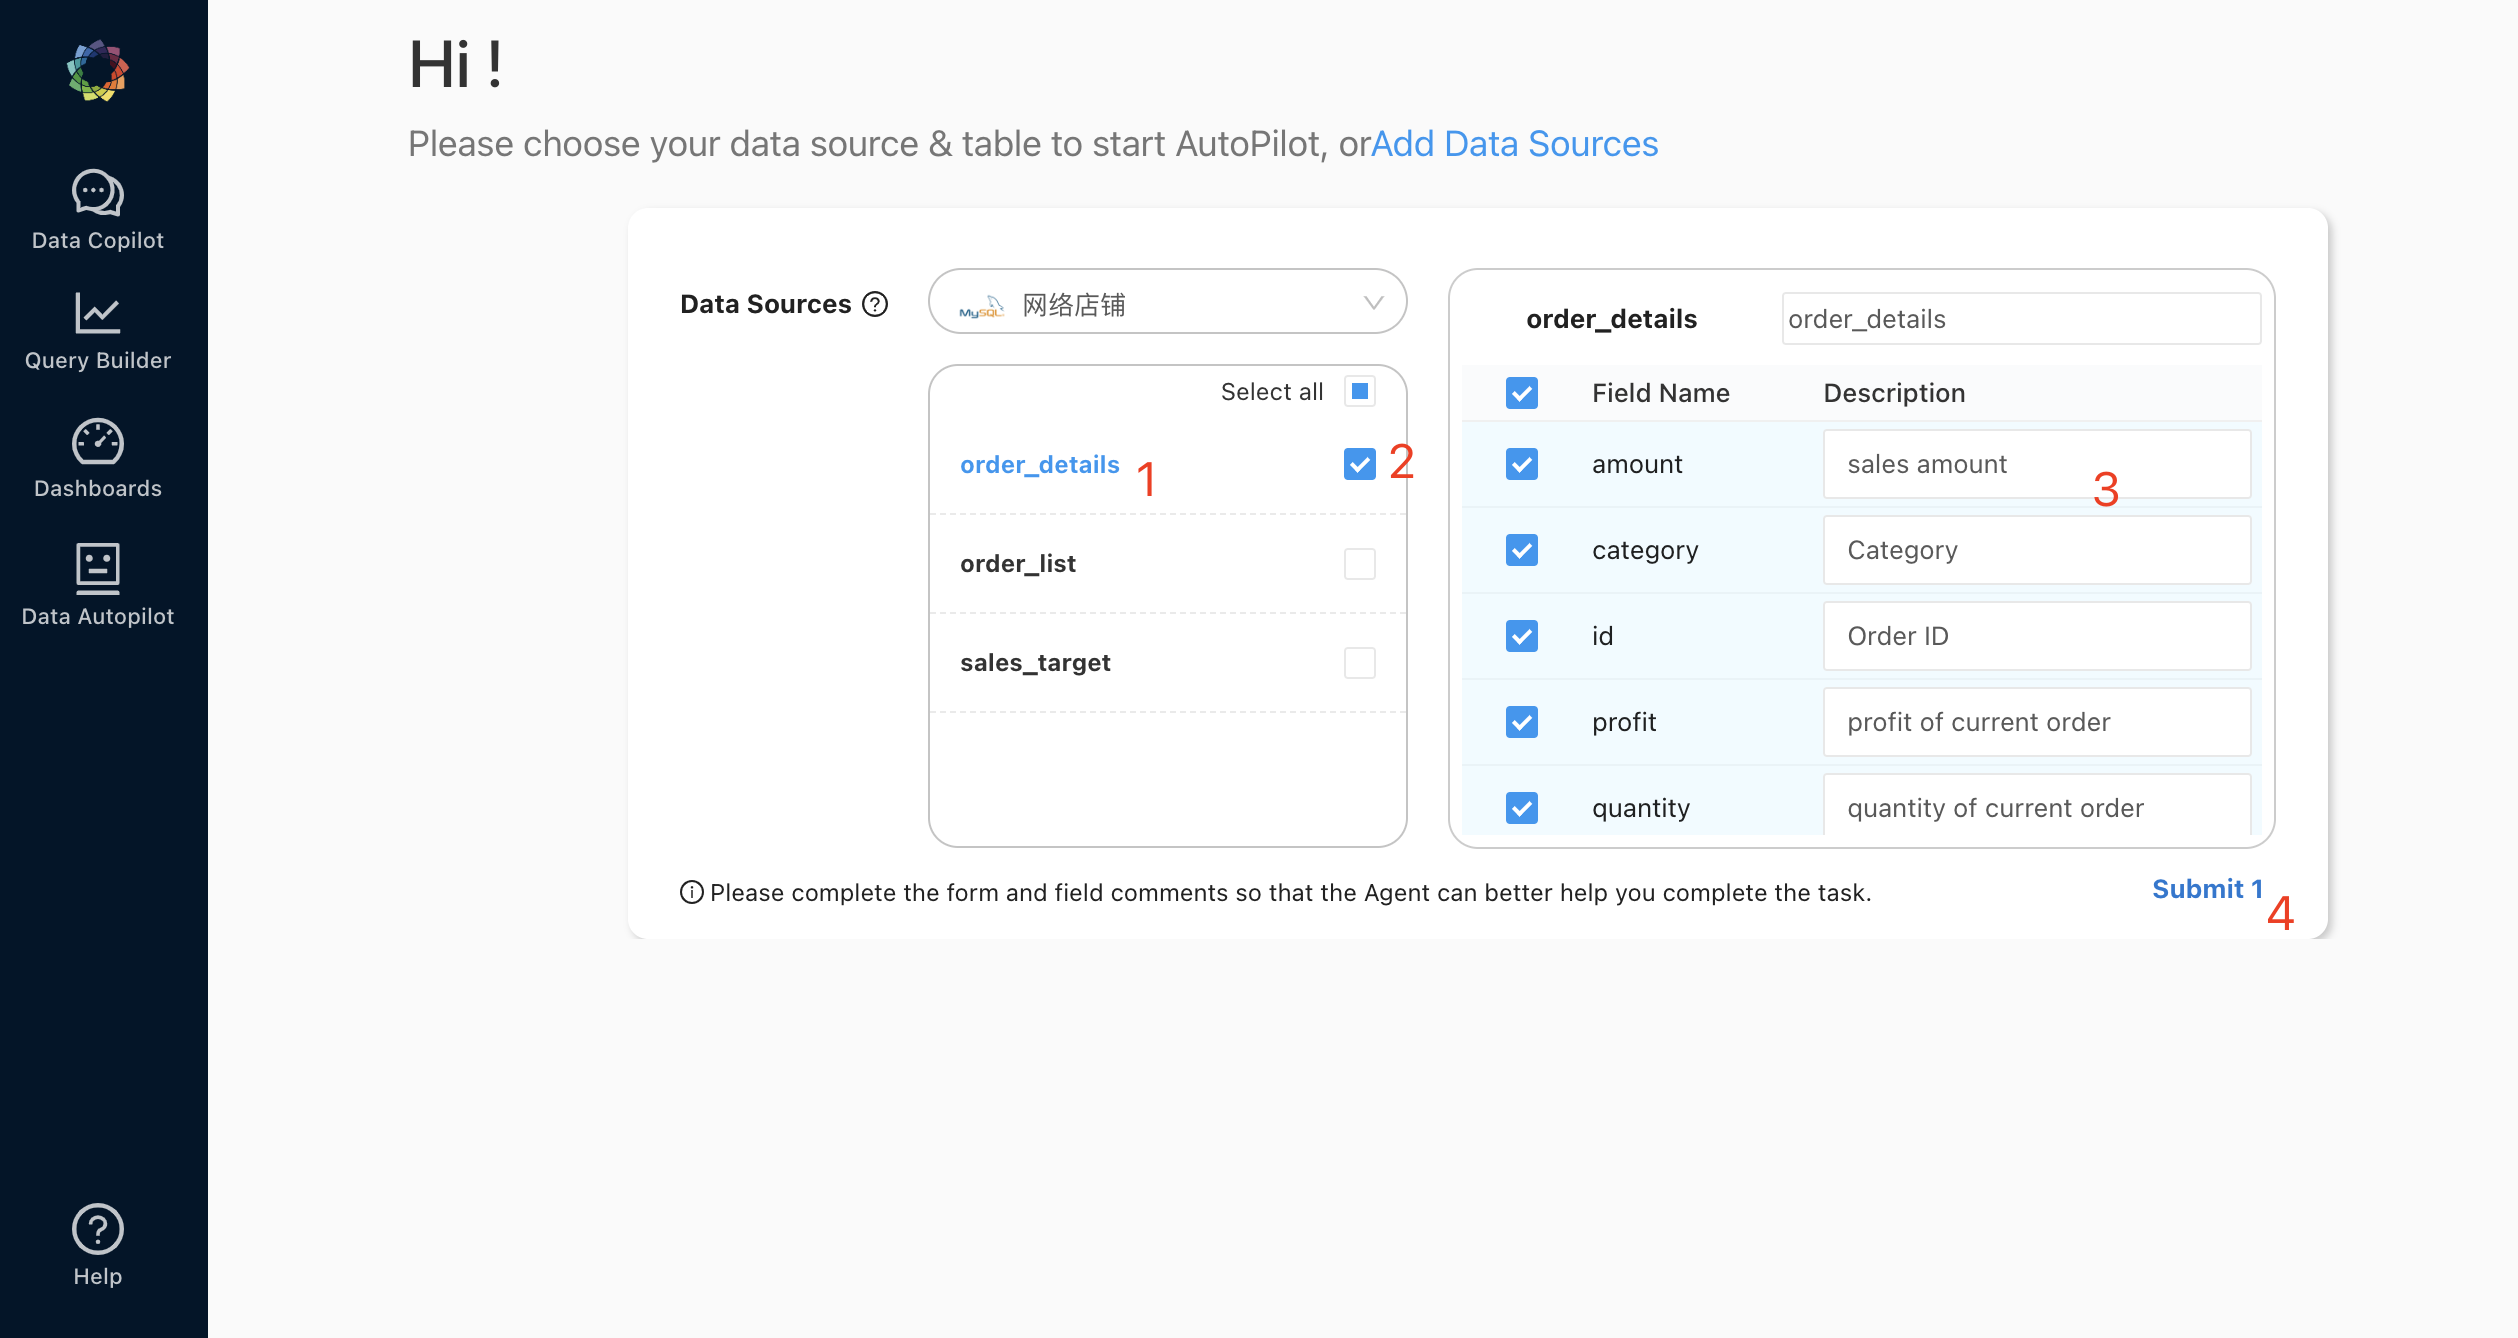 Hi !
Please choose your data source & table to start AutoPilot, orAdd Data Sources
Data Copilot
Query Builder
Dashboards
Data Autopilot
Help
Data Sources ?
MySQL 网络店铺
Select all
order_details 1 2
order_list
sales_target
order_details order_details
Field Name Description
amount sales amount 3
category Category
id Order ID
profit profit of current order
quantity quantity of current order
Please complete the form and field comments so that the Agent can better help you complete the task.
Submit 1 4